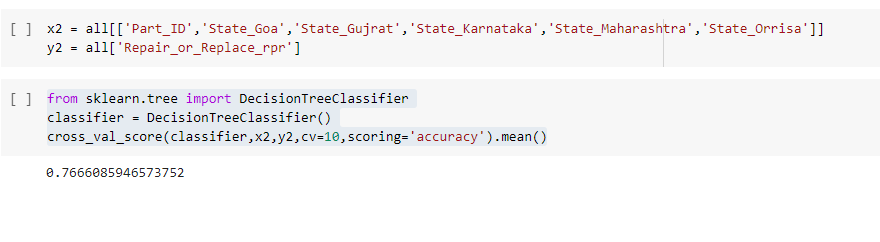 [ ] x2 = all[['Part_ID','State_Goa','State_Gujrat','State_Karnataka','State_Maharashtra','State_Orrisa']]
y2 = all['Repair_or_Replace_rpr']
[ ] from sklearn.tree import DecisionTreeClassifier
classifier = DecisionTreeClassifier()
cross_val_score(classifier,x2,y2,cv=10,scoring='accuracy').mean()
0.7666085946573752